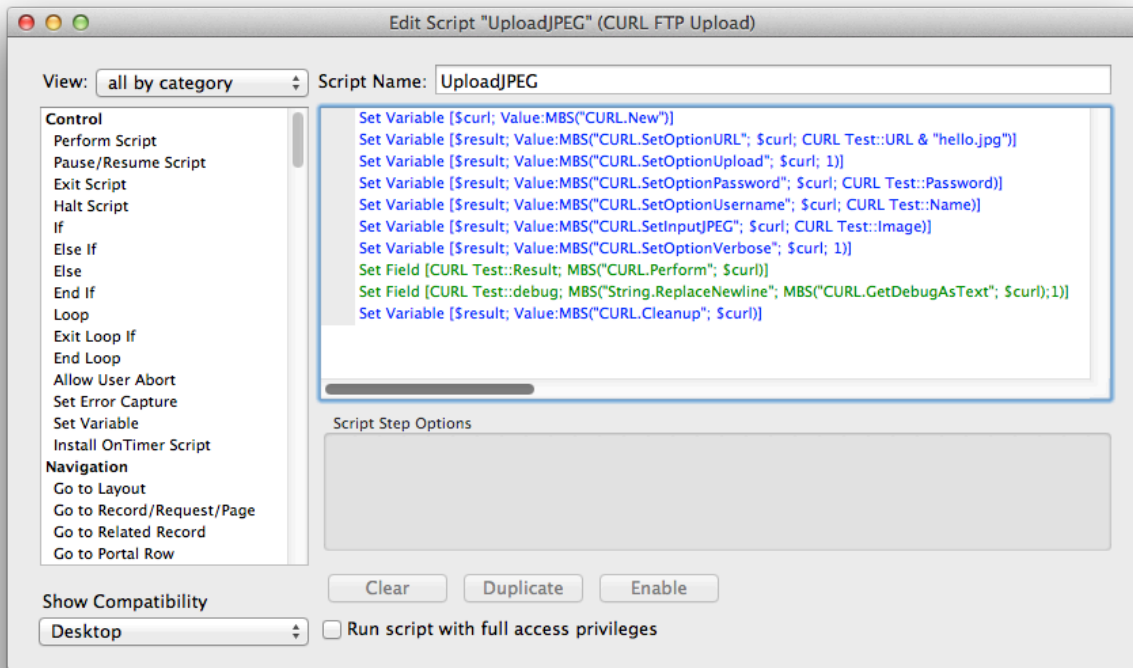 Edit Script "UploadJPEG" (CURL FTP Upload)
View: all by category
Script Name: UploadJPEG
Control
Perform Script
Pause/Resume Script
Exit Script
Halt Script
If
Else If
Else
End If
Loop
Exit Loop If
End Loop
Allow User Abort
Set Error Capture
Set Variable
Install OnTimer Script
Navigation
Go to Layout
Go to Record/Request/Page
Go to Related Record
Go to Portal Row
Set Variable [$curl; Value:MBS("CURL.New")]
Set Variable [$result; Value:MBS("CURL.SetOptionURL"; $curl; CURL Test::URL & "hello.jpg")]
Set Variable [$result; Value:MBS("CURL.SetOptionUpload"; $curl; 1)]
Set Variable [$result; Value:MBS("CURL.SetOptionPassword"; $curl; CURL Test::Password)]
Set Variable [$result; Value:MBS("CURL.SetOptionUsername"; $curl; CURL Test::Name)]
Set Variable [$result; Value:MBS("CURL.SetInputJPEG"; $curl; CURL Test::Image)]
Set Variable [$result; Value:MBS("CURL.SetOptionVerbose"; $curl; 1)]
Set Field [CURL Test::Result; MBS("CURL.Perform"; $curl)]
Set Field [CURL Test::debug; MBS("String.ReplaceNewline"; MBS("CURL.GetDebugAsText"; $curl);1)]
Set Variable [$result; Value:MBS("CURL.Cleanup"; $curl)]
Script Step Options
Clear
Duplicate
Enable
Show Compatibility
Desktop
Run script with full access privileges